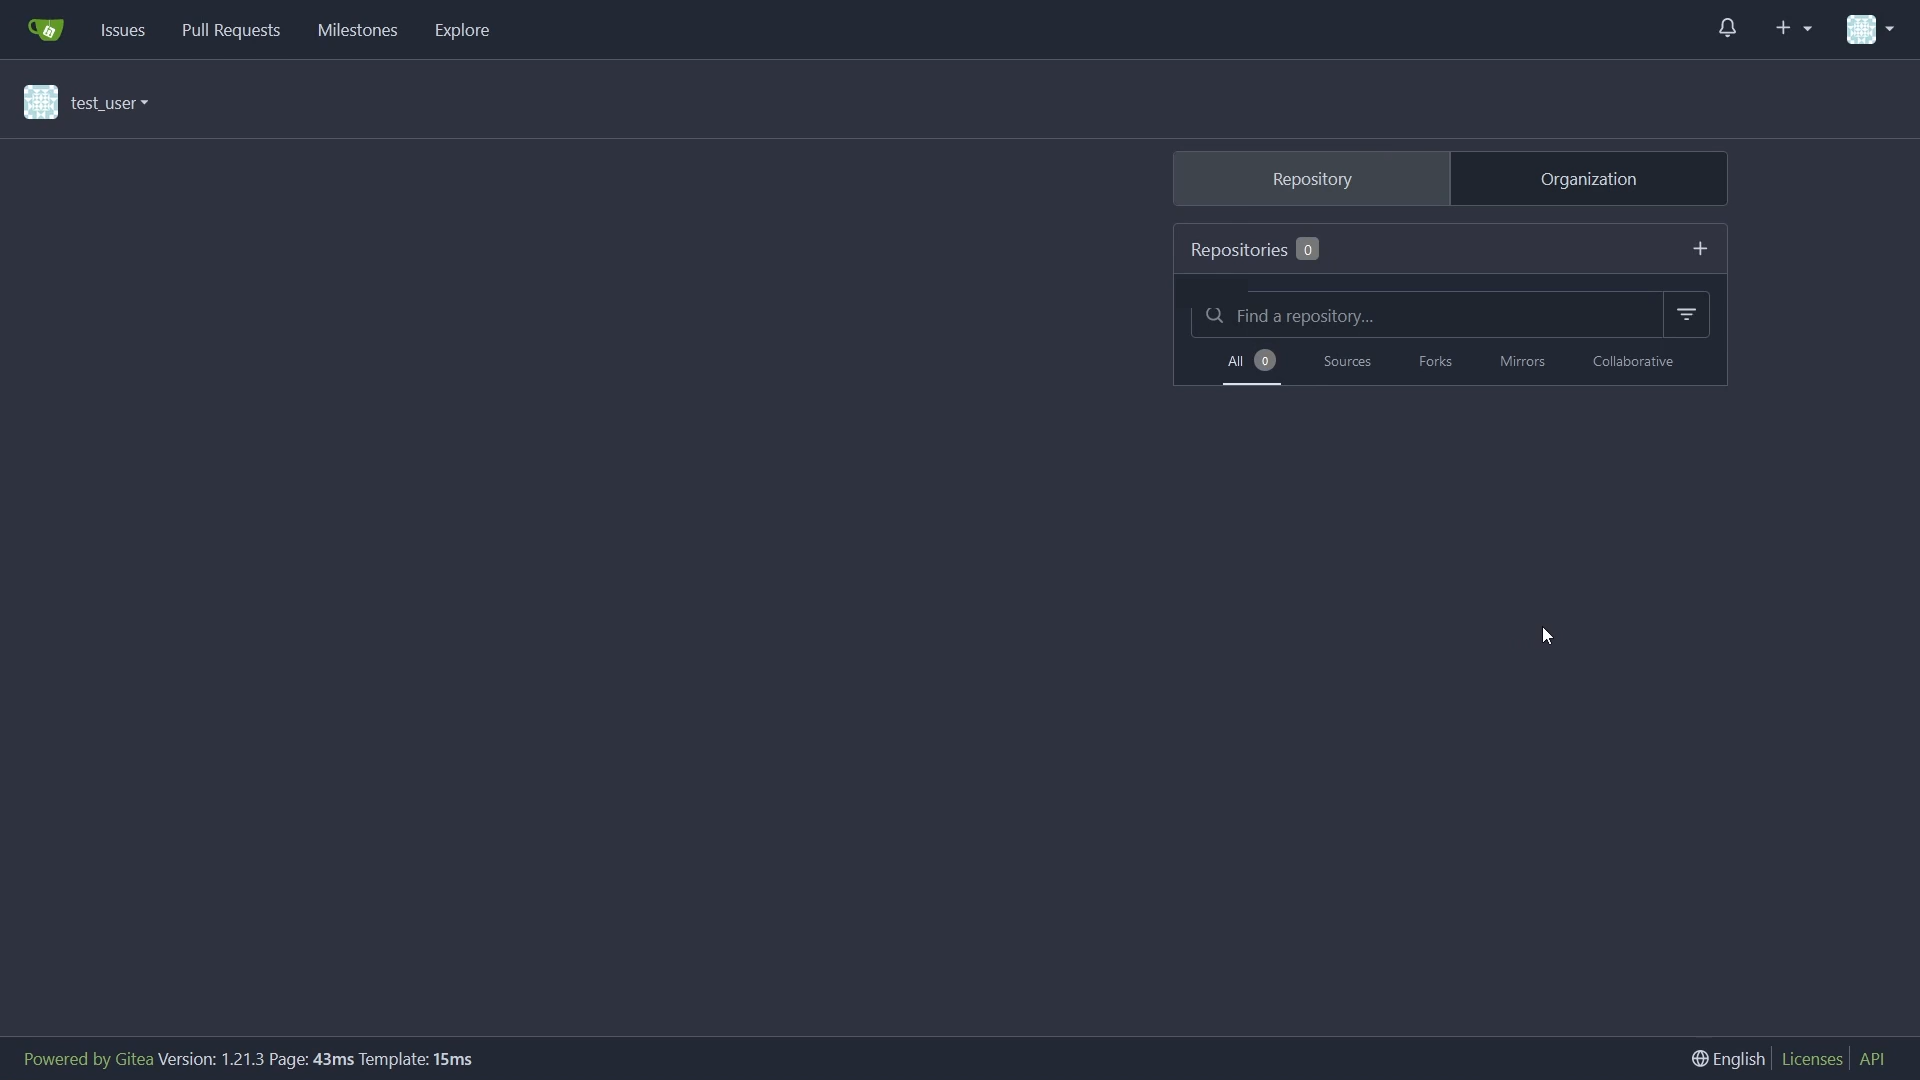 Issues Pull Requests Milestones Explore
test_user
Repository Organization
Repositories 0
Find a repository...
All 0 Sources Forks Mirrors Collaborative
Powered by Gitea Version: 1.21.3 Page: 43ms Template: 15ms English Licenses API